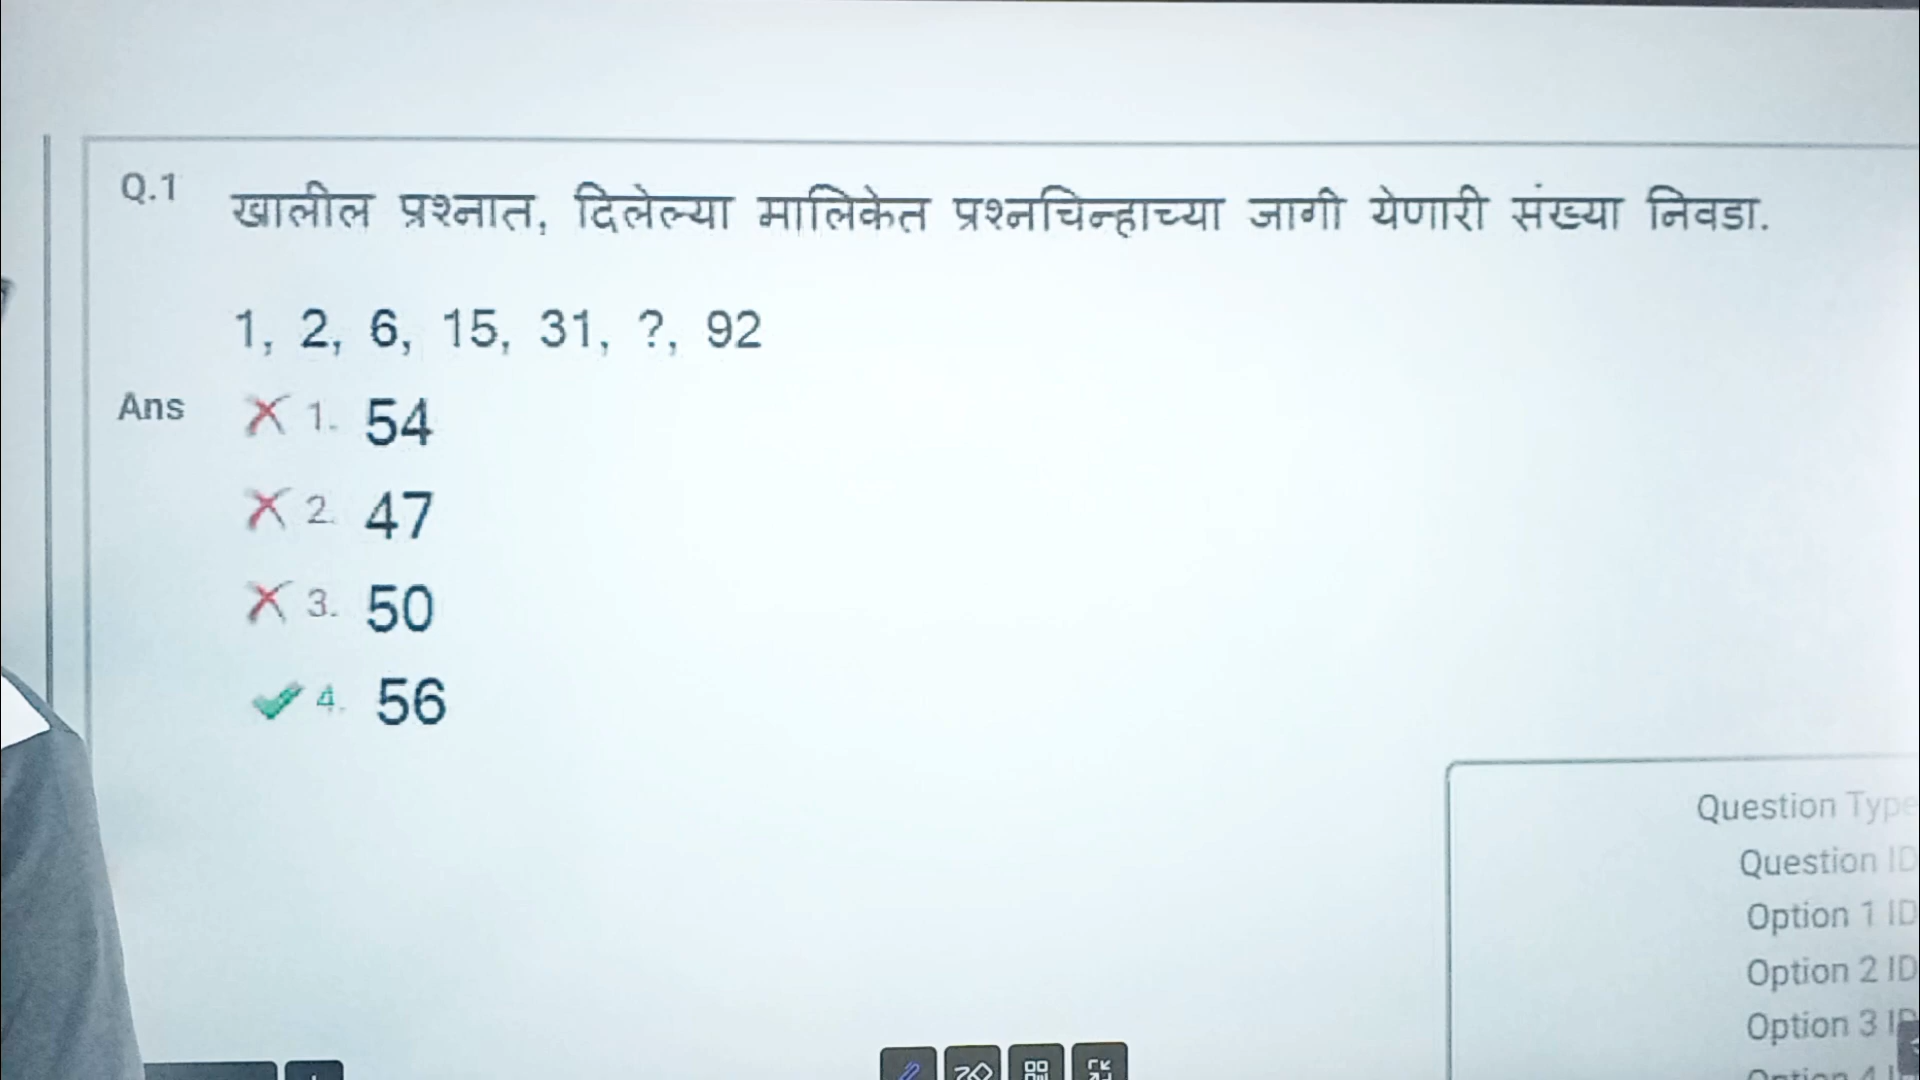 Q.1 खालील प्रश्नात, दिलेल्या मालिकेत प्रश्नचिन्हाच्या जागी येणारी संख्या निवडा.
1, 2, 6, 15, 31, ?, 92
Ans 1. 54
2. 47
3. 50
4. 56
Question Type
Question ID
Option 1 ID
Option 2 ID
Option 3 ID